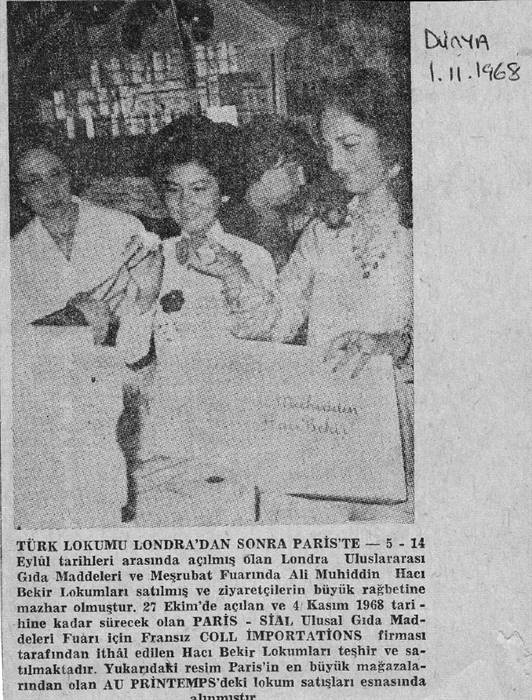 DÜNYA
1.11.1968
Muhiddin
Hacı Bekir
TÜRK LOKUMU LONDRA'DAN SONRA PARİS'TE — 5 - 14
Eylül tarihleri arasında açılmış olan Londra Uluslararası
Gıda Maddeleri ve Meşrubat Fuarında Ali Muhiddin Hacı
Bekir Lokumları satılmış ve ziyaretçilerin büyük rağbetine
mazhar olmuştur. 27 Ekim'de açılan ve 4 Kasım 1968 tari -
hine kadar sürecek olan PARİS - SİAL Ulusal Gıda Mad-
deleri Fuarı için Fransız COLL İMPORTATIONS firması
tarafından ithâl edilen Hacı Bekir Lokumları teşhir ve sa-
tılmaktadır. Yukarıdaki resim Paris'in en büyük mağazala-
rından olan AU PRİNTEMPS'deki lokum satışları esnasında
alınmıştır.